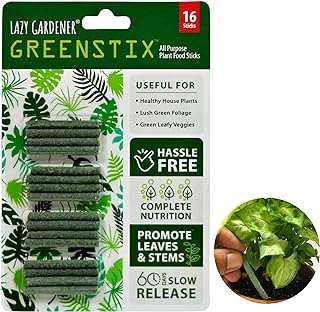 LAZY GARDENER®
GREENSTIX™
All Purpose
Plant Food Sticks
16
Sticks
USEFUL FOR
• Healthy House Plants
• Lush Green Foliage
• Green Leafy Veggies
HASSLE
FREE
COMPLETE
NUTRITION
PROMOTE
LEAVES
& STEMS
60 DAYS SLOW
RELEASE